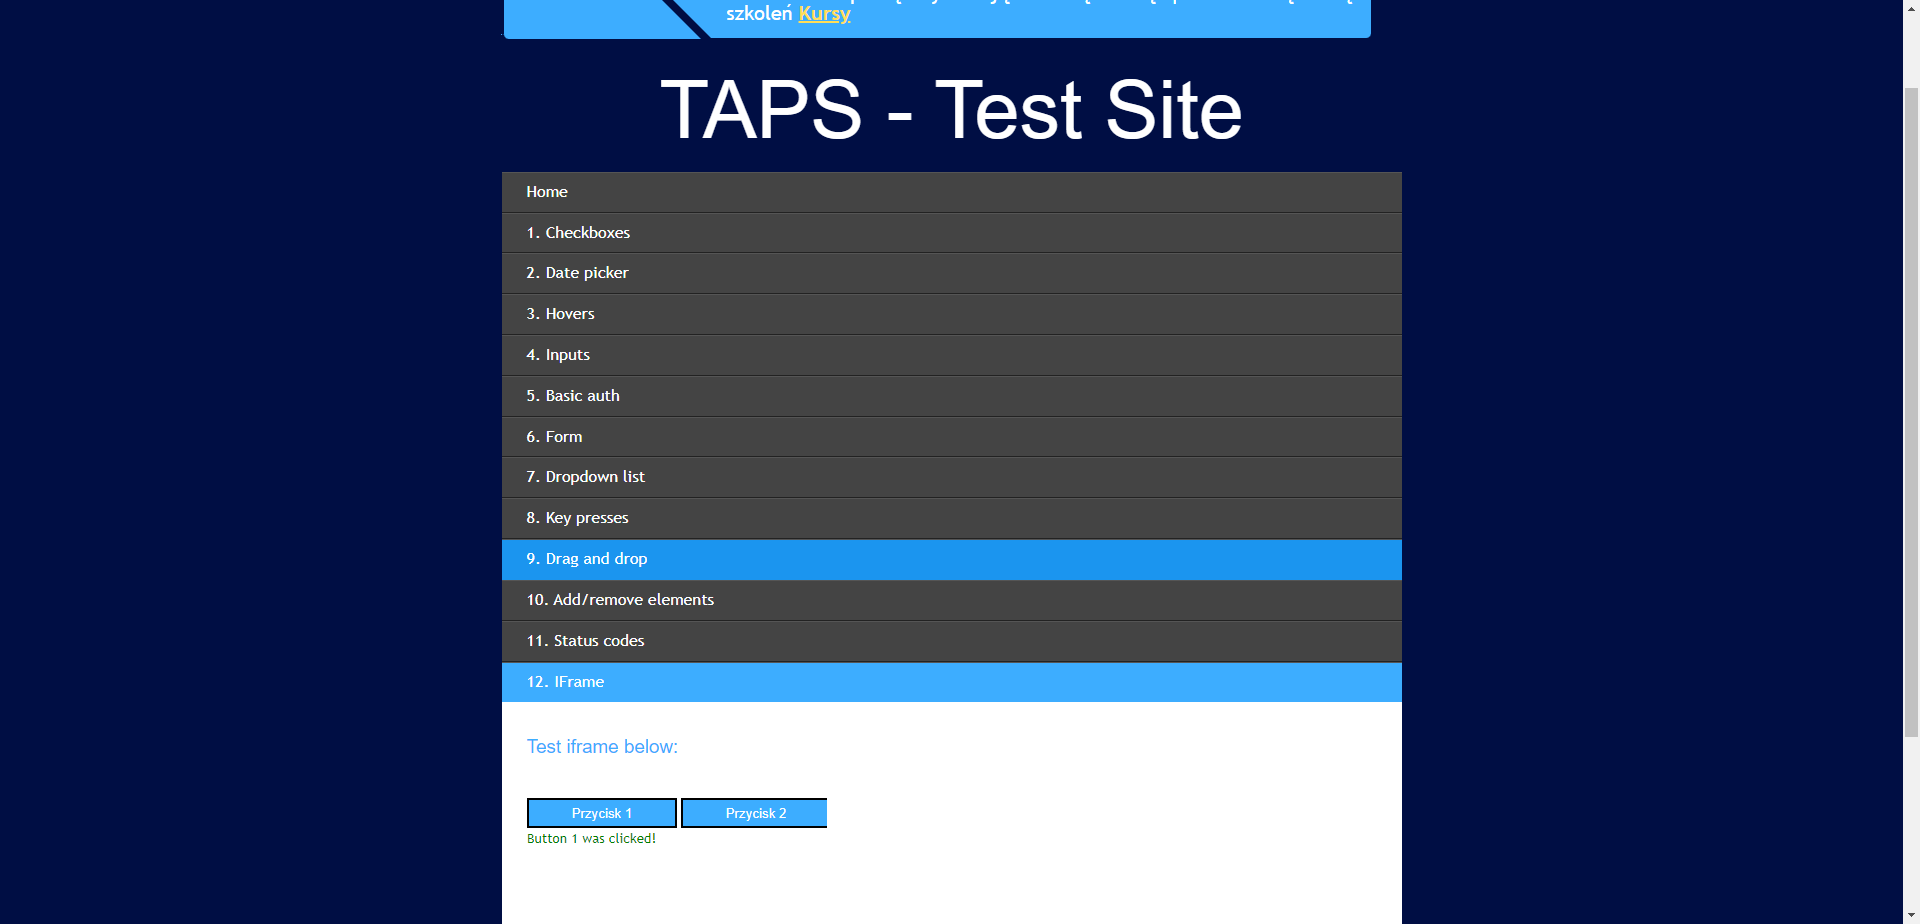 szkoleń Kursy
TAPS - Test Site
Home
1. Checkboxes
2. Date picker
3. Hovers
4. Inputs
5. Basic auth
6. Form
7. Dropdown list
8. Key presses
9. Drag and drop
10. Add/remove elements
11. Status codes
12. IFrame
Test iframe below:
Przycisk 1 Przycisk 2
Button 1 was clicked!